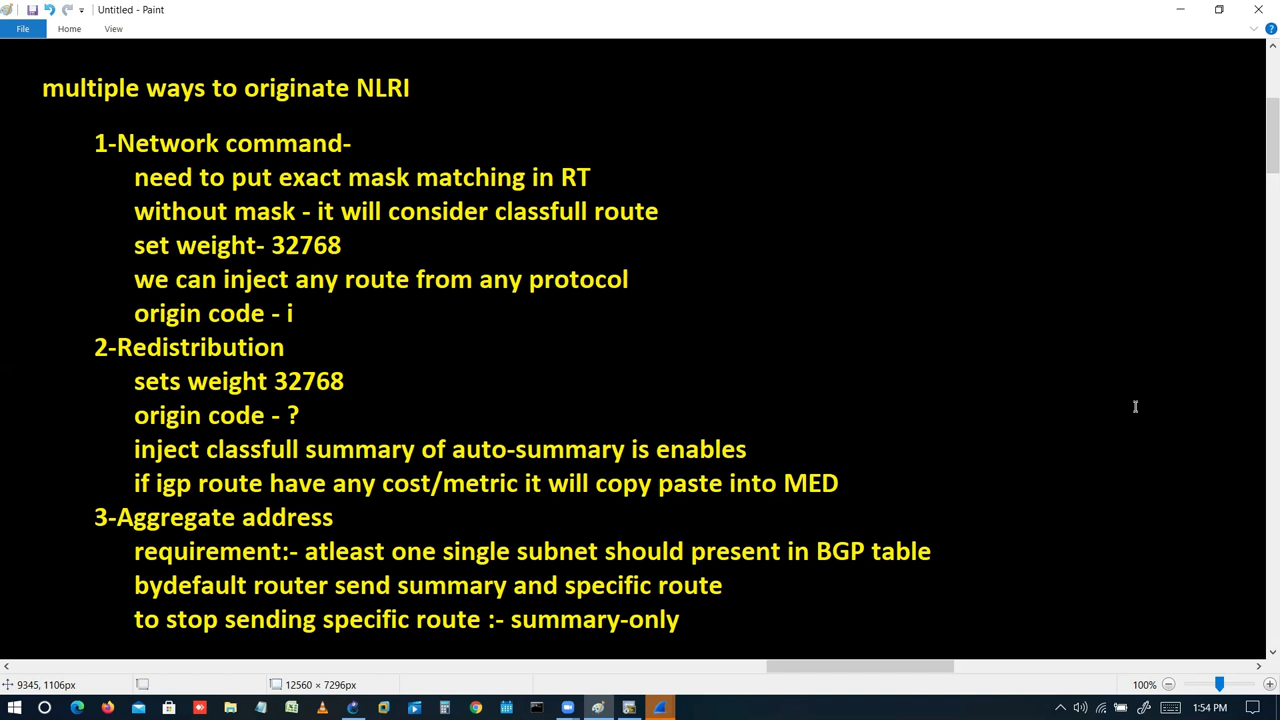 Untitled - Paint
File Home View
multiple ways to originate NLRI
1-Network command-
need to put exact mask matching in RT
without mask - it will consider classfull route
set weight- 32768
we can inject any route from any protocol
origin code - i
2-Redistribution
sets weight 32768
origin code - ?
inject classfull summary of auto-summary is enables
if igp route have any cost/metric it will copy paste into MED
3-Aggregate address
requirement:- atleast one single subnet should present in BGP table
bydefault router send summary and specific route
to stop sending specific route :- summary-only
9345, 1106px 12560 × 7296px 100%
1:54 PM